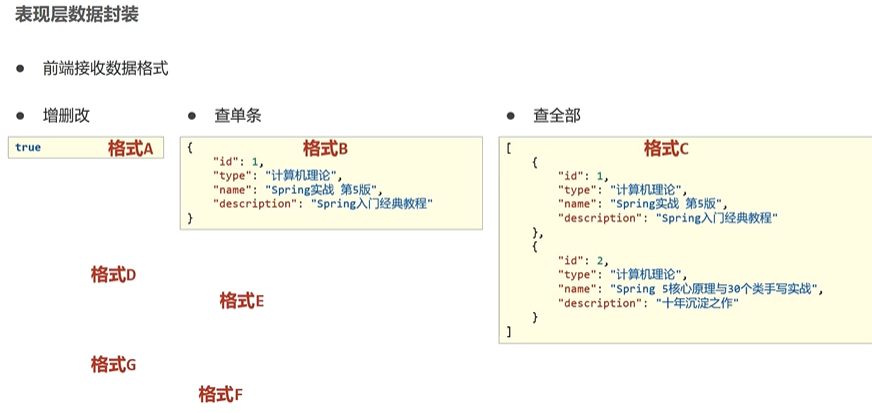 表现层数据封装
● 前端接收数据格式
● 增删改
true 格式A
● 查单条
{ 格式B
"id": 1,
"type": "计算机理论",
"name": "Spring实战 第5版",
"description": "Spring入门经典教程"
}
● 查全部
[ 格式C
{
"id": 1,
"type": "计算机理论",
"name": "Spring实战 第5版",
"description": "Spring入门经典教程"
},
{
"id": 2,
"type": "计算机理论",
"name": "Spring 5核心原理与30个类手写实战",
"description": "十年沉淀之作"
}
]
格式D
格式E
格式G
格式F